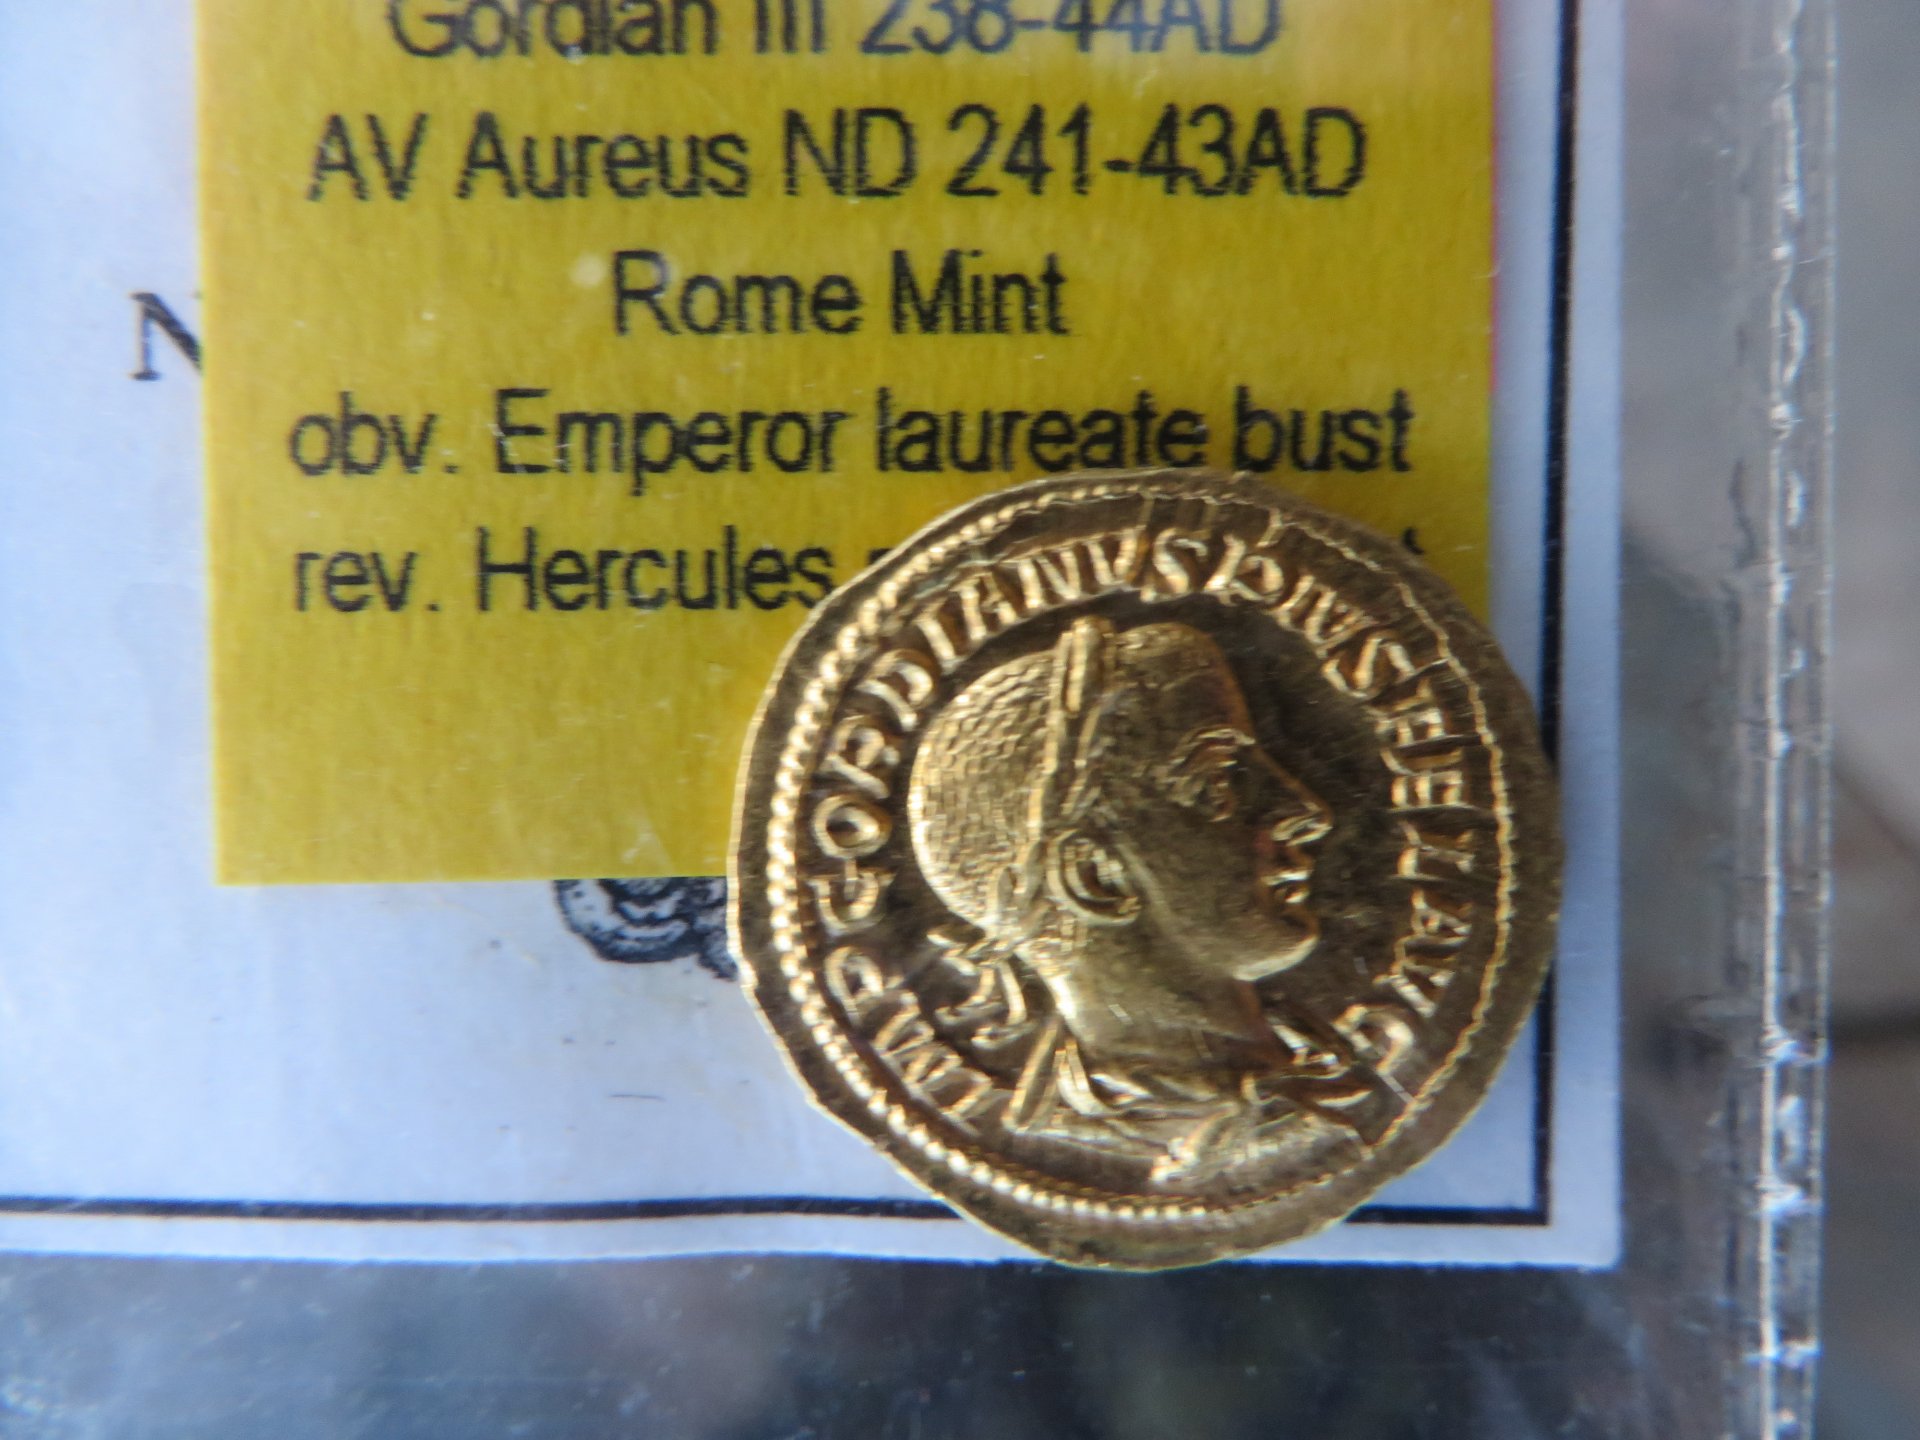 Gordian III 238-44AD
AV Aureus ND 241-43AD
Rome Mint
N
obv. Emperor laureate bust
rev. Hercules
IMP GORDIANVS PIVS FEL AVG